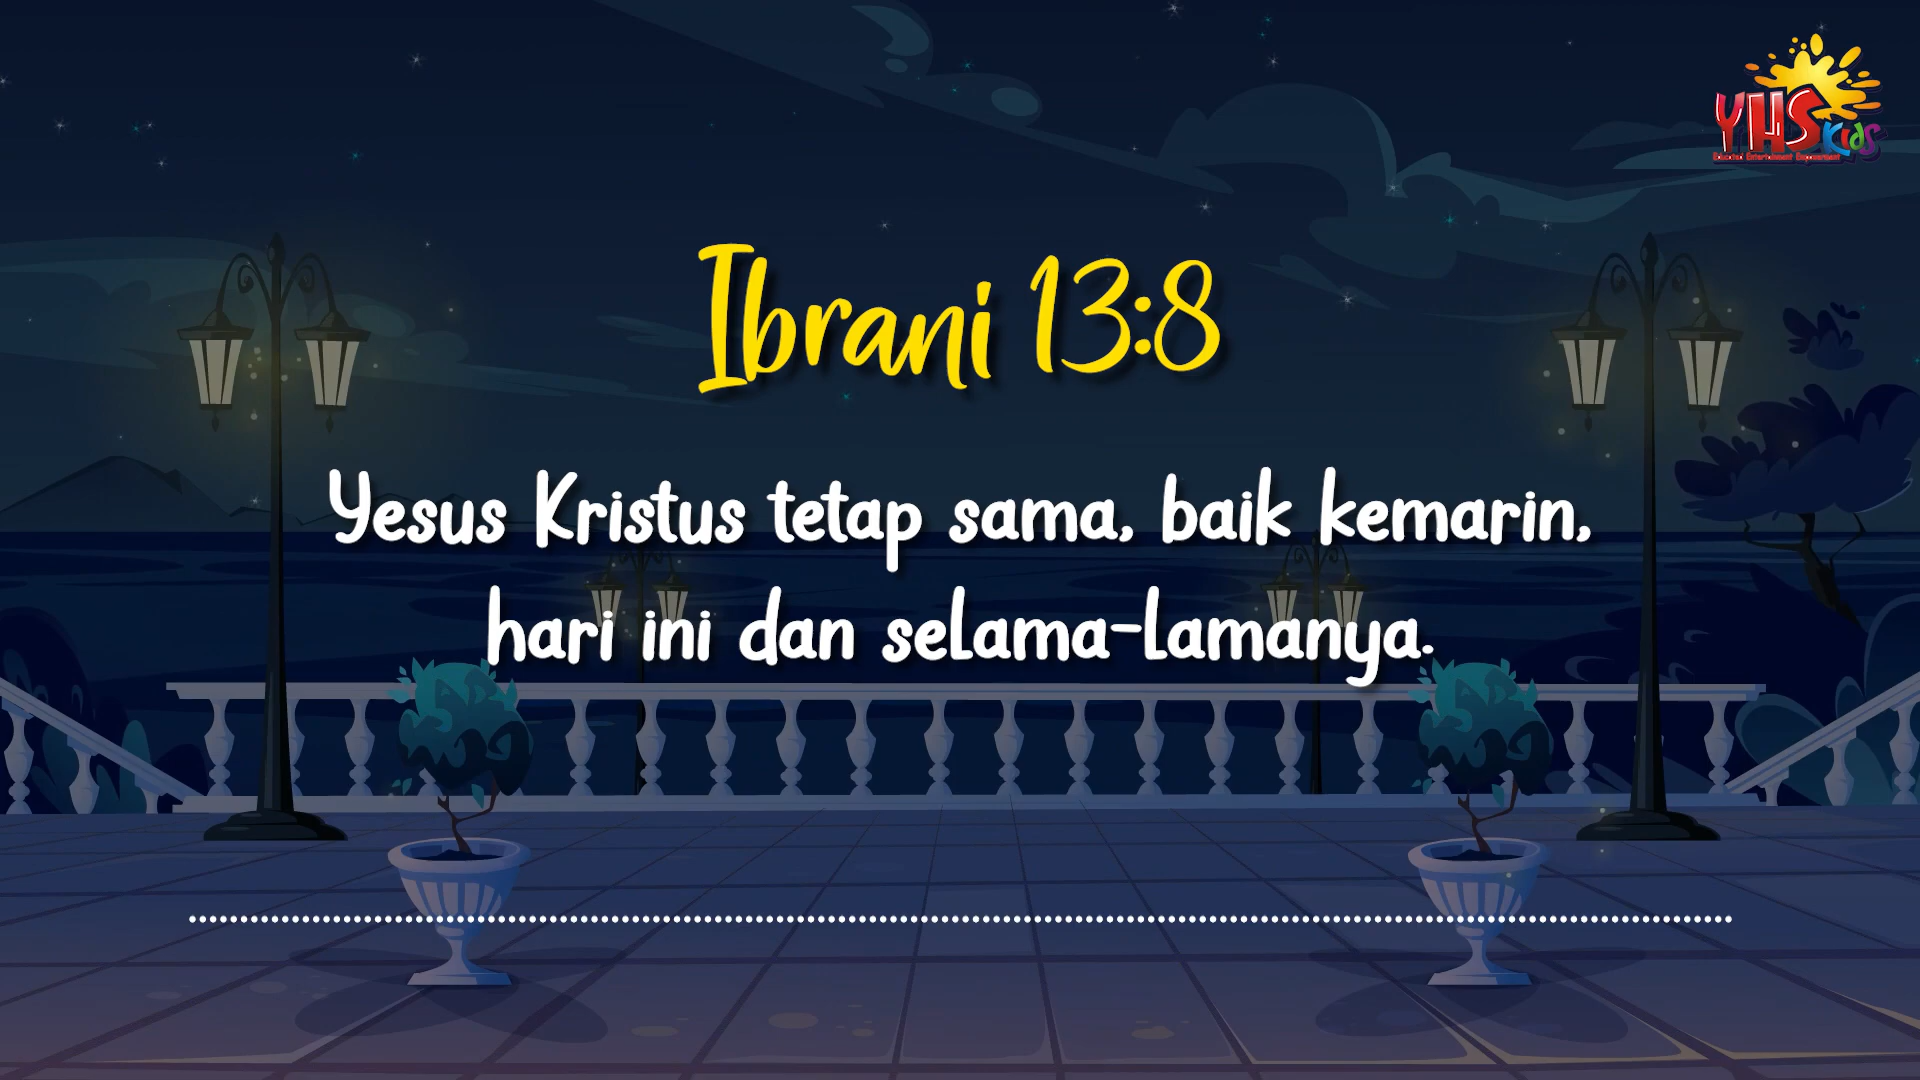 YHS Kids
Ibrani 13:8
Yesus Kristus tetap sama, baik kemarin,
hari ini dan selama-lamanya.